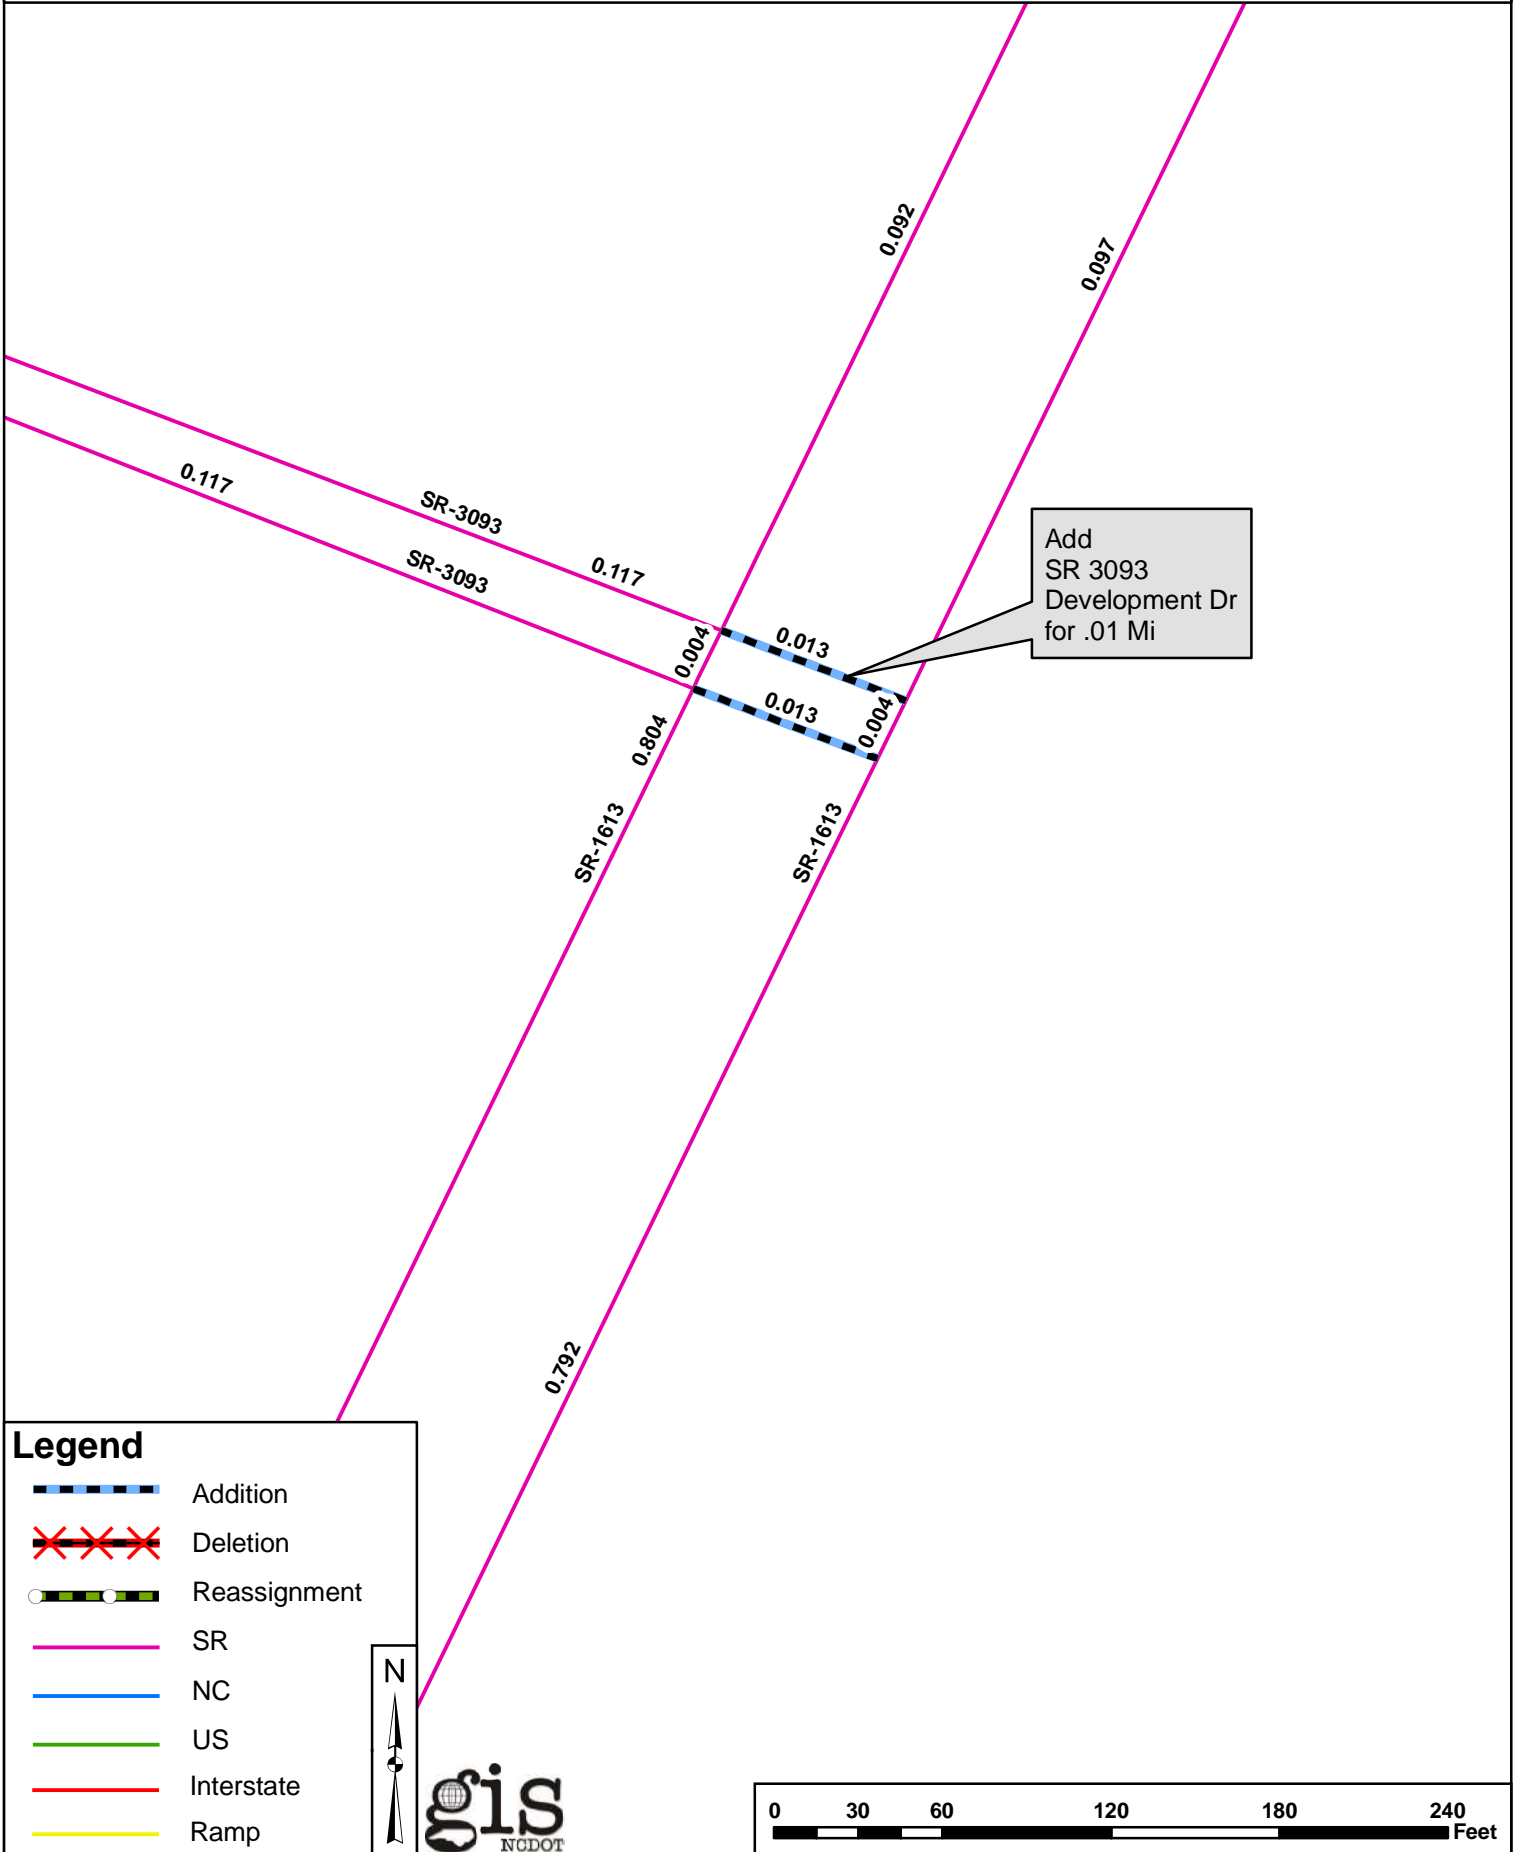 0.092
0.097
0.117
SR-3093
SR-3093
0.117
Add
SR 3093
Development Dr
for .01 Mi
0.004
0.013
0.013
0.004
0.804
SR-1613
SR-1613
0.792
Legend
Addition
Deletion
Reassignment
SR
NC
US
Interstate
Ramp
N
gis
NCDOT
0 30 60 120 180 240
Feet